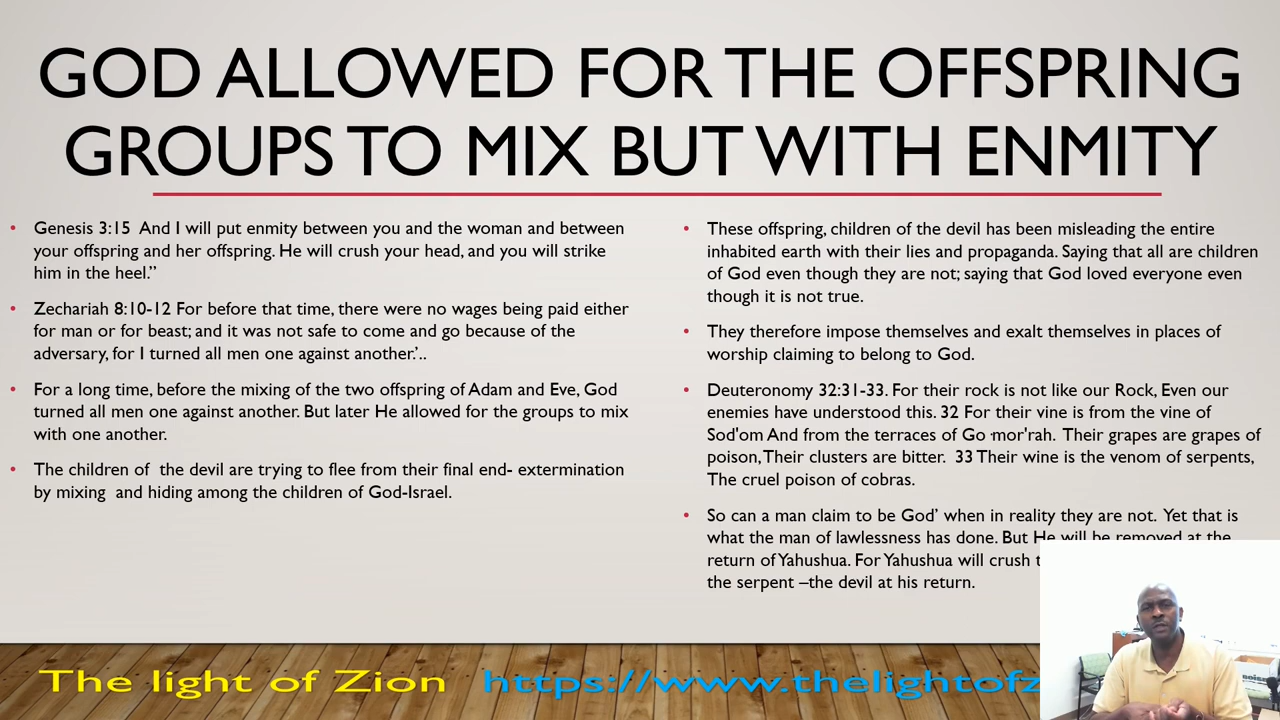 GOD ALLOWED FOR THE OFFSPRING
GROUPS TO MIX BUT WITH ENMITY
• Genesis 3:15 And I will put enmity between you and the woman and between
your offspring and her offspring. He will crush your head, and you will strike
him in the heel.”
• Zechariah 8:10-12 For before that time, there were no wages being paid either
for man or for beast; and it was not safe to come and go because of the
adversary, for I turned all men one against another.’..
• For a long time, before the mixing of the two offspring of Adam and Eve, God
turned all men one against another. But later He allowed for the groups to mix
with one another.
• The children of the devil are trying to flee from their final end- extermination
by mixing and hiding among the children of God-Israel.
• These offspring, children of the devil has been misleading the entire
inhabited earth with their lies and propaganda. Saying that all are children
of God even though they are not; saying that God loved everyone even
though it is not true.
• They therefore impose themselves and exalt themselves in places of
worship claiming to belong to God.
• Deuteronomy 32:31-33. For their rock is not like our Rock, Even our
enemies have understood this. 32 For their vine is from the vine of
Sod'om And from the terraces of Go·mor'rah. Their grapes are grapes of
poison, Their clusters are bitter. 33 Their wine is the venom of serpents,
The cruel poison of cobras.
• So can a man claim to be God’ when in reality they are not. Yet that is
what the man of lawlessness has done. But He will be removed at the
return of Yahushua. For Yahushua will crush
the serpent –the devil at his return.
The light of Zion https://www.thelightofz